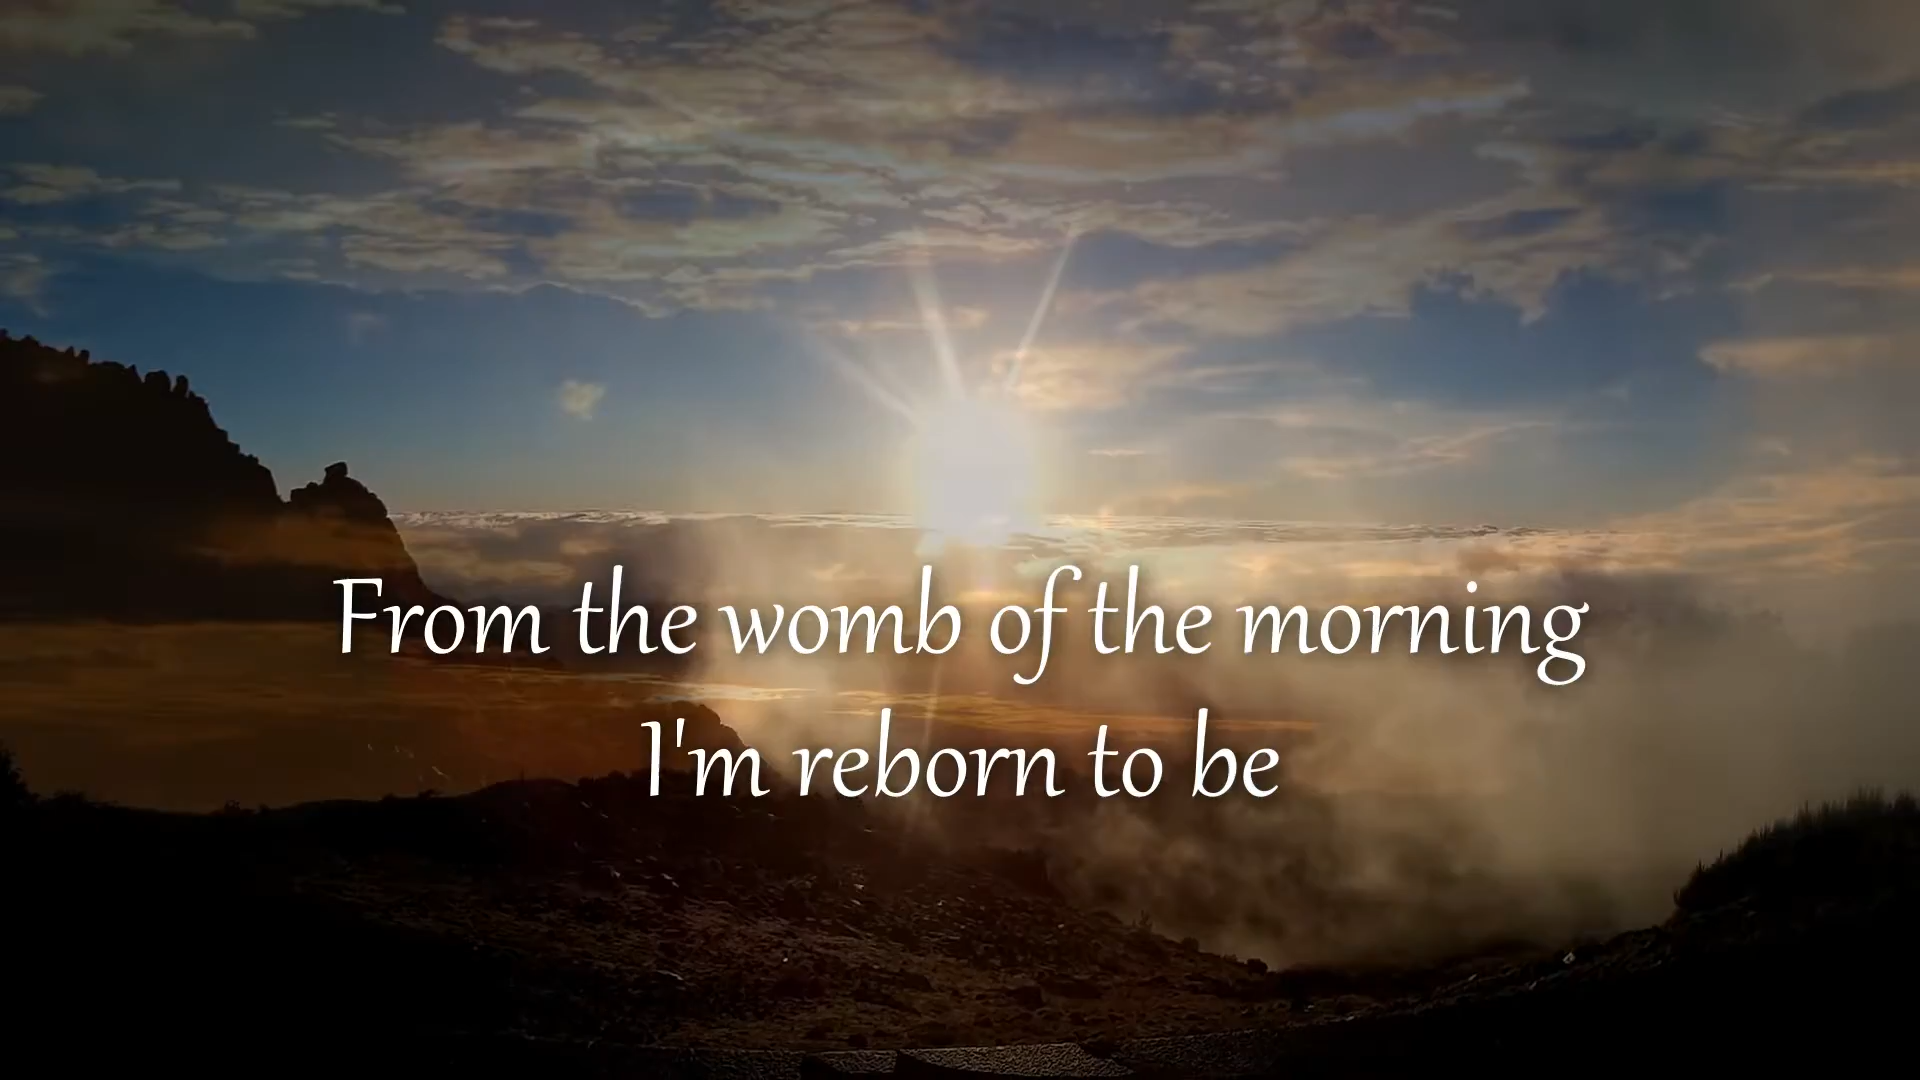 From the womb of the morning
I'm reborn to be